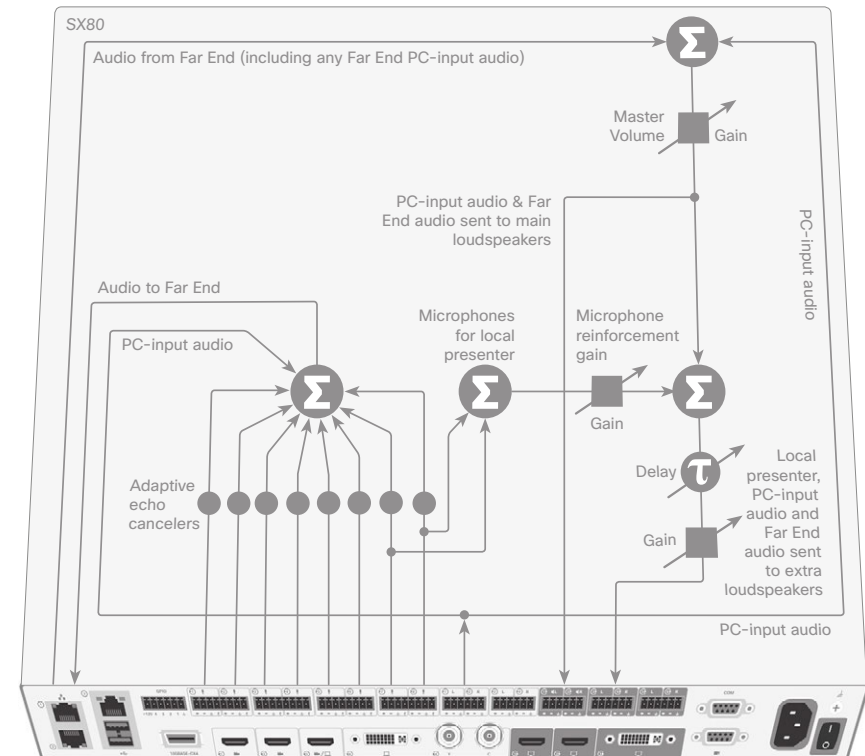 SX80
Audio from Far End (including any Far End PC-input audio)
Σ
Master
Volume
Gain
PC-input audio & Far
End audio sent to main
loudspeakers
PC-input audio
Audio to Far End
PC-input audio
Microphones
for local
presenter
Microphone
reinforcement
gain
Σ
Σ
Σ
Gain
Adaptive
echo
cancelers
Delay
τ
Gain
Local
presenter,
PC-input
audio and
Far End
audio sent
to extra
loudspeakers
PC-input audio